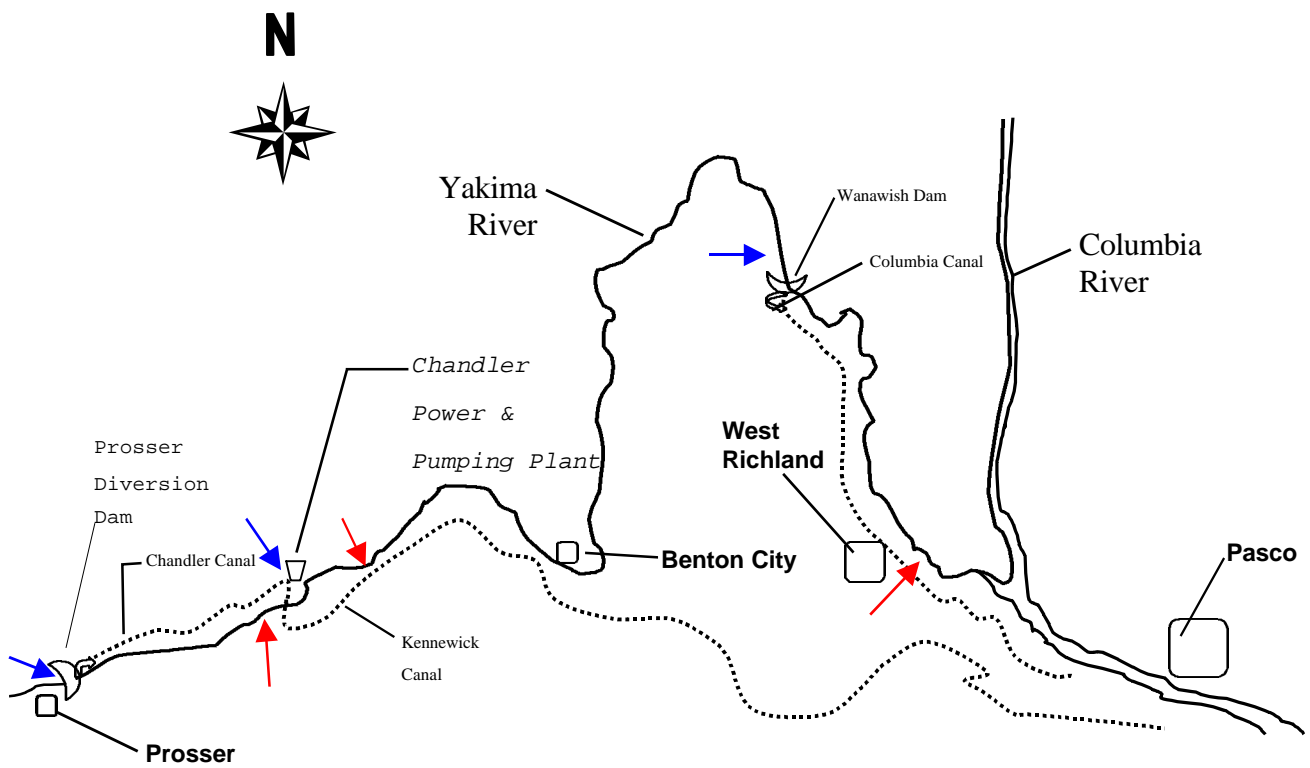 N
Yakima
River
Wanawish Dam
Columbia Canal
Columbia
River
Chandler
Power &
Pumping Plant
Prosser
Diversion
Dam
West
Richland
Chandler Canal
Benton City
Pasco
Kennewick
Canal
Prosser